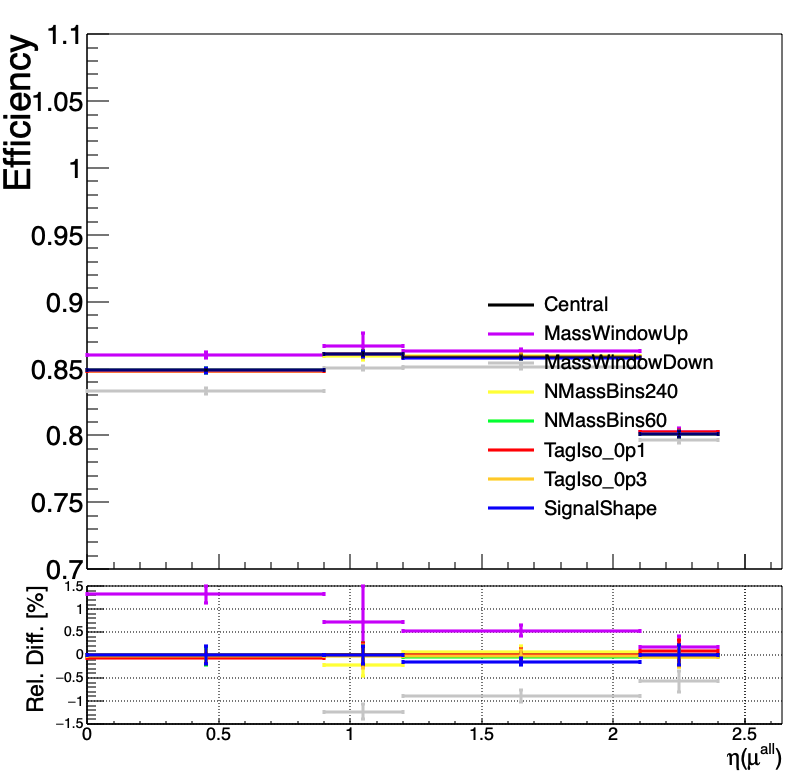 Efficiency
1.1
1.05
1
0.95
0.9
0.85
0.8
0.75
0.7
Central
MassWindowUp
MassWindowDown
NMassBins240
NMassBins60
TagIso_0p1
TagIso_0p3
SignalShape
Rel. Diff. [%]
1.5
1
0.5
0
−0.5
−1
−1.5
0 0.5 1 1.5 2 2.5
η(μ^all)